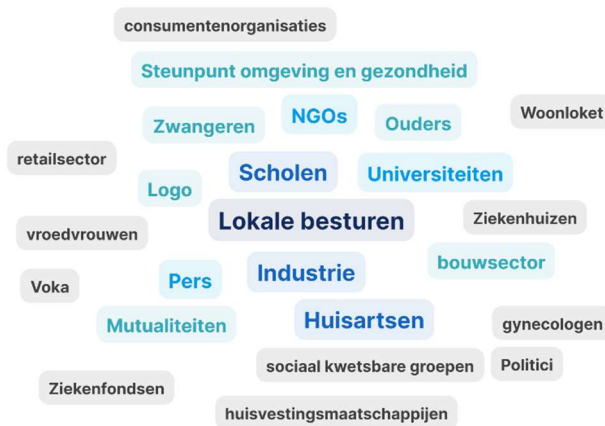 consumentenorganisaties
Steunpunt omgeving en gezondheid
Woonloket
NGOs
Zwangeren
Ouders
retailsector
Scholen
Universiteiten
Logo
Lokale besturen
Ziekenhuizen
vroedvrouwen
bouwsector
Industrie
Pers
Voka
Huisartsen
Mutualiteiten
gynecologen
sociaal kwetsbare groepen
Politici
Ziekenfondsen
huisvestingsmaatschappijen